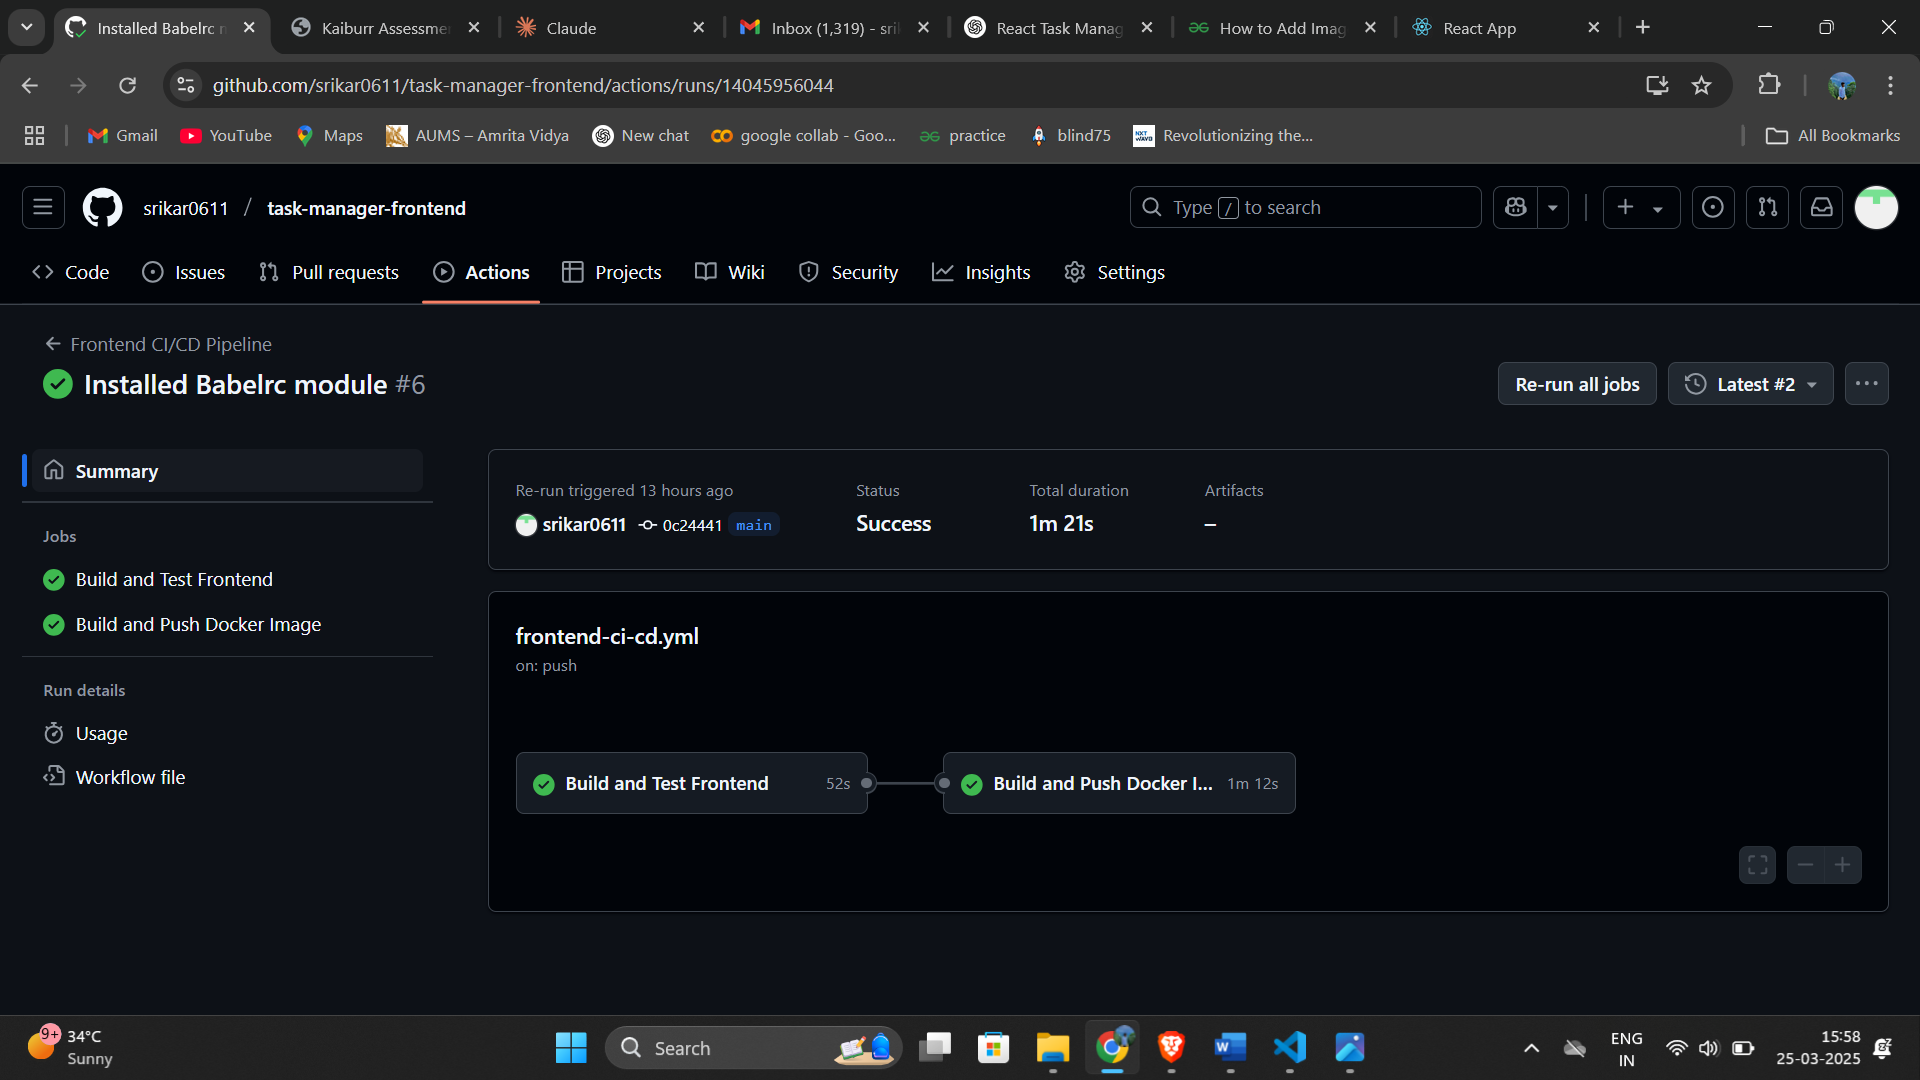 Installed Babelrc m
Kaiburr Assessme
Claude
Inbox (1,319) - sri
React Task Manag
How to Add Imag
React App
github.com/srikar0611/task-manager-frontend/actions/runs/14045956044
Gmail
YouTube
Maps
AUMS – Amrita Vidya
New chat
google collab - Goo...
practice
blind75
Revolutionizing the...
All Bookmarks
srikar0611 / task-manager-frontend
Type / to search
Code
Issues
Pull requests
Actions
Projects
Wiki
Security
Insights
Settings
Frontend CI/CD Pipeline
Installed Babelrc module #6
Re-run all jobs
Latest #2
Summary
Jobs
Build and Test Frontend
Build and Push Docker Image
Run details
Usage
Workflow file
Re-run triggered 13 hours ago
srikar0611 0c24441 main
Status
Success
Total duration
1m 21s
Artifacts
–
frontend-ci-cd.yml
on: push
Build and Test Frontend 52s
Build and Push Docker I... 1m 12s
9+
34°C
Sunny
Search
ENG
IN
15:58
25-03-2025